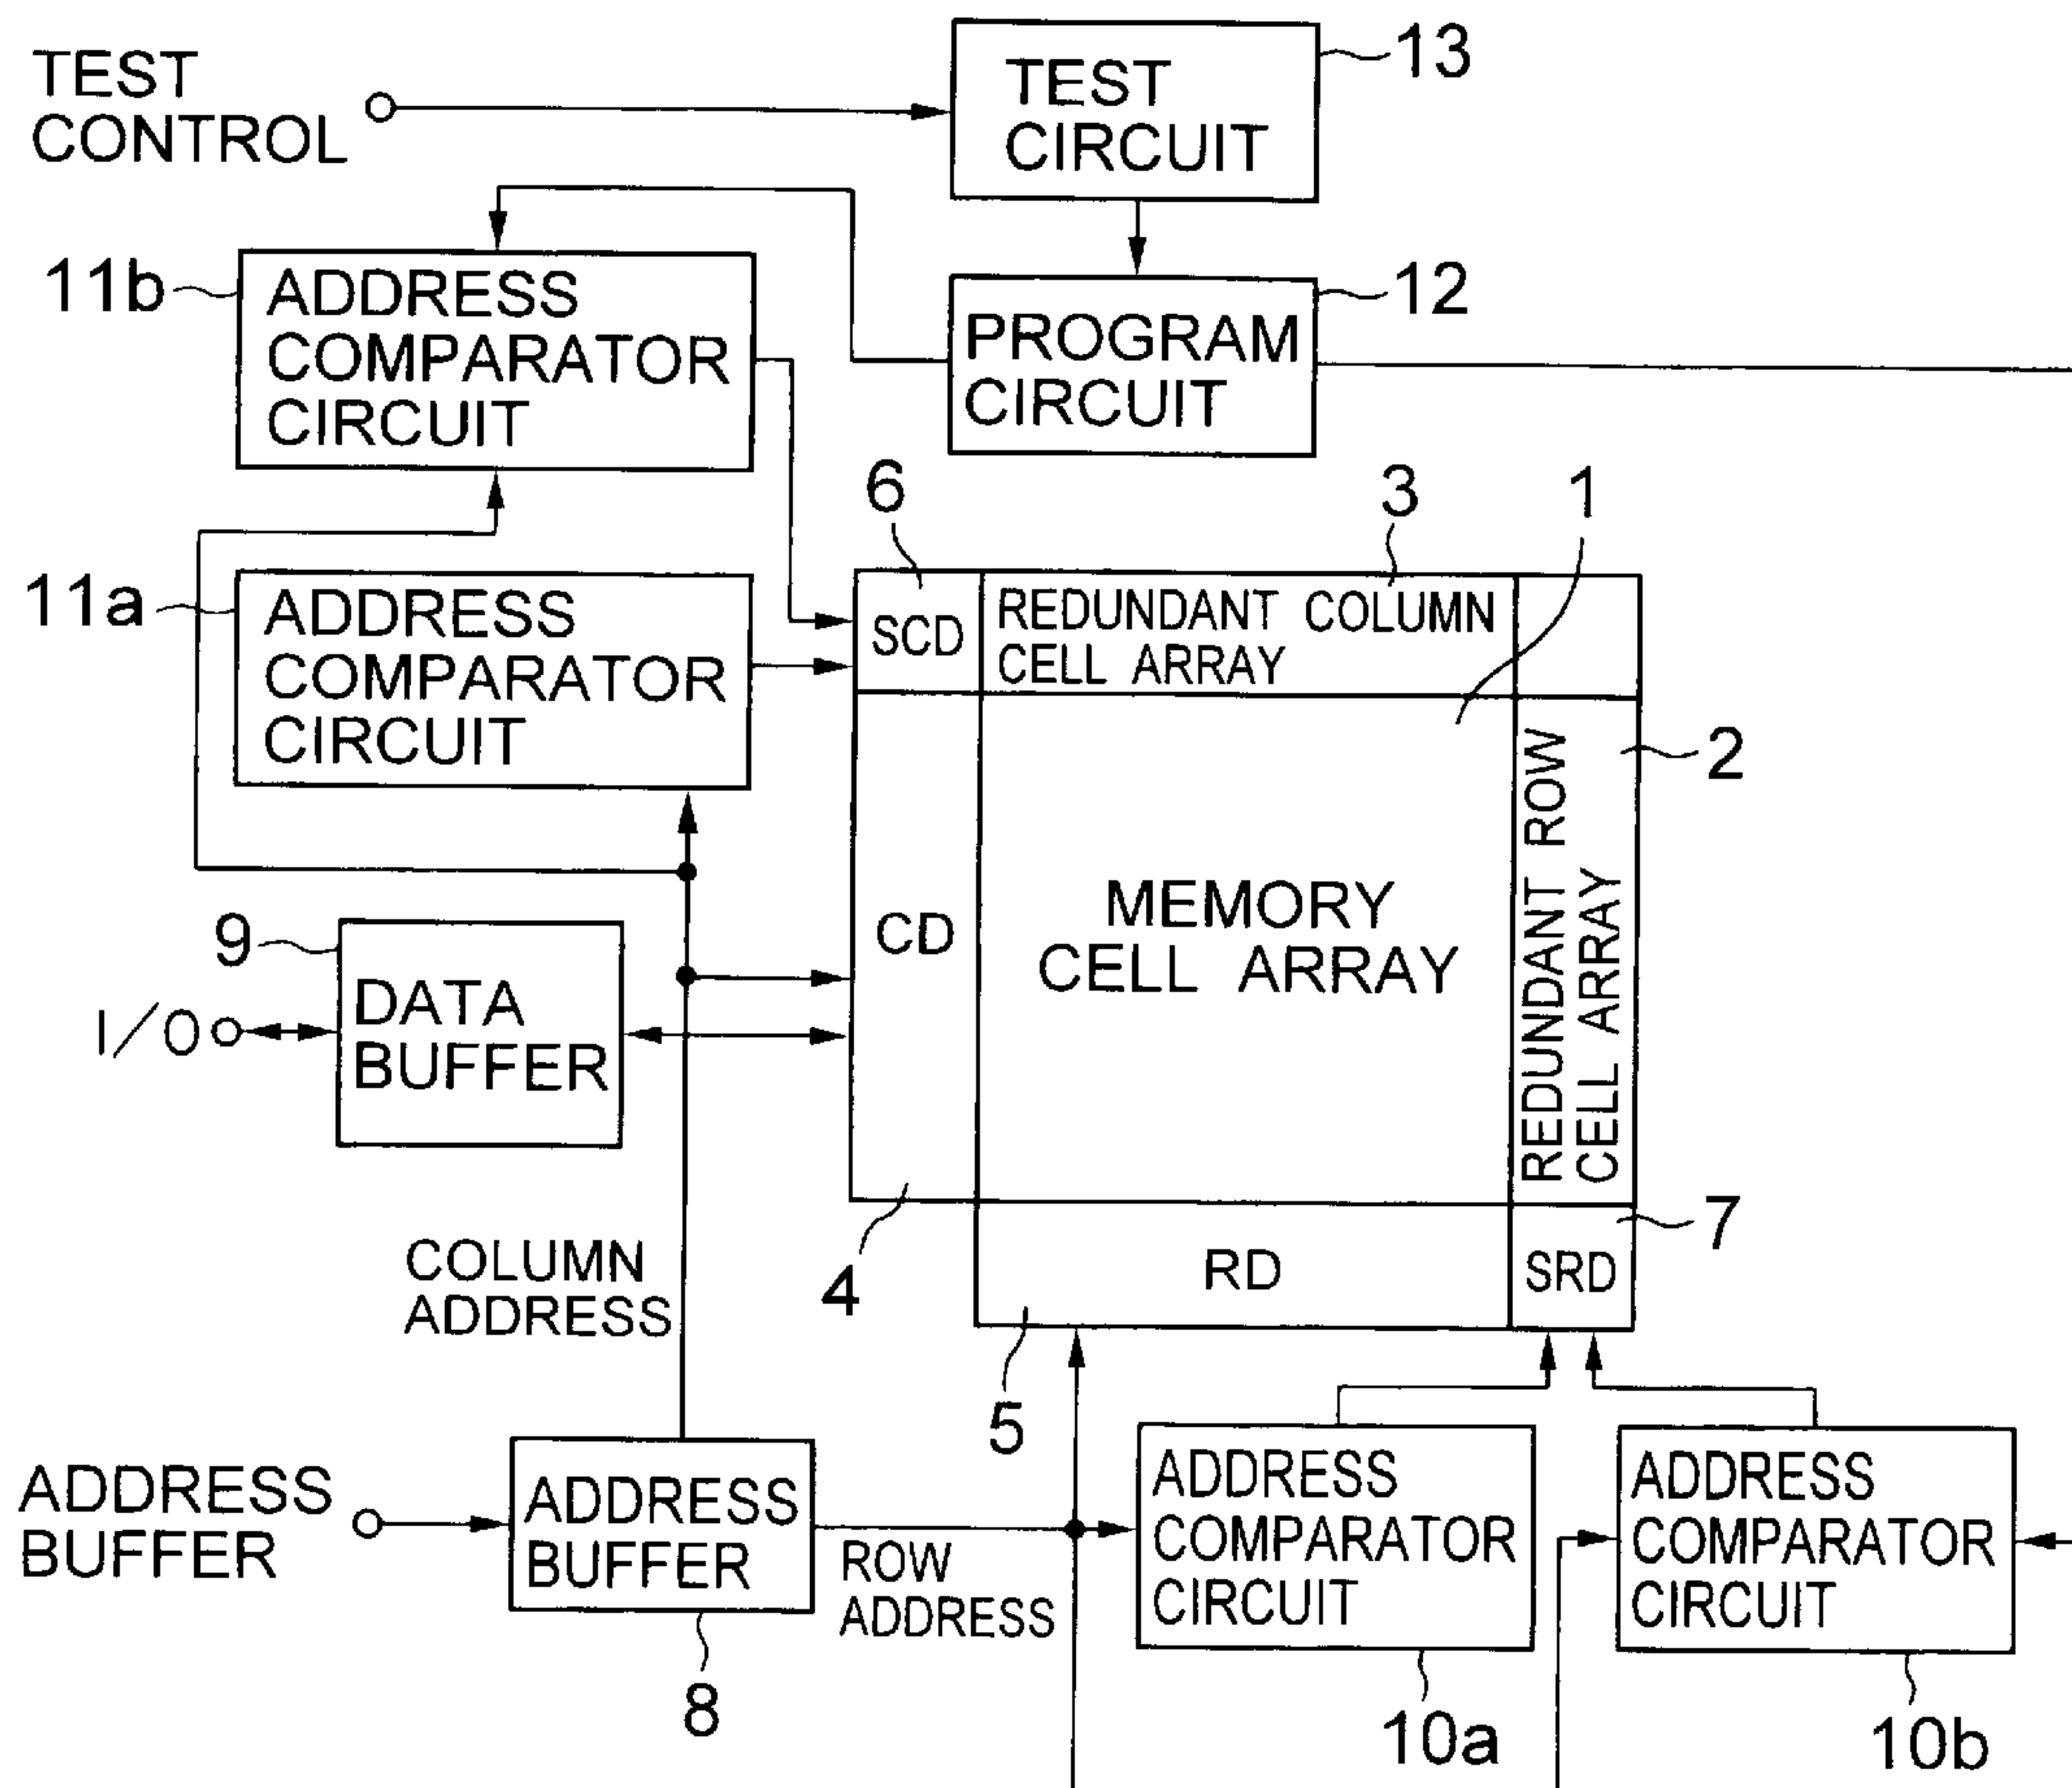 TEST
CONTROL
TEST
CIRCUIT
13
11b
ADDRESS
COMPARATOR
CIRCUIT
PROGRAM
CIRCUIT
12
6
3
1
11a
ADDRESS
COMPARATOR
CIRCUIT
SCD
REDUNDANT COLUMN
CELL ARRAY
2
REDUNDANT ROW
CELL ARRAY
9
DATA
BUFFER
I/O
CD
MEMORY
CELL ARRAY
4
RD
SRD
7
COLUMN
ADDRESS
5
ADDRESS
BUFFER
ADDRESS
BUFFER
8
ROW
ADDRESS
ADDRESS
COMPARATOR
CIRCUIT
10a
ADDRESS
COMPARATOR
CIRCUIT
10b